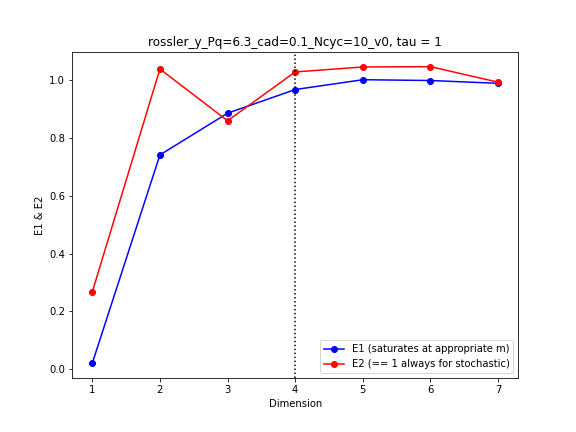 rossler_y_Pq=6.3_cad=0.1_Ncyc=10_v0, tau = 1
E1 & E2
1.0
0.8
0.6
0.4
0.2
0.0
E1 (saturates at appropriate m)
E2 (== 1 always for stochastic)
1 2 3 4 5 6 7
Dimension